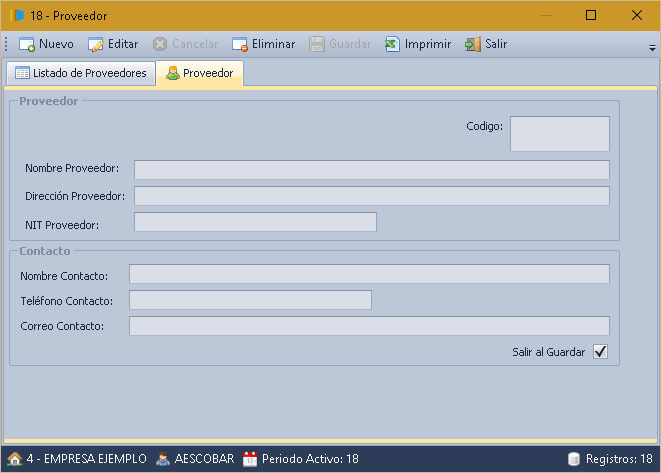 18 - Proveedor
Nuevo Editar Cancelar Eliminar Guardar Imprimir Salir
Listado de Proveedores Proveedor
Proveedor
Codigo:
Nombre Proveedor:
Dirección Proveedor:
NIT Proveedor:
Contacto
Nombre Contacto:
Teléfono Contacto:
Correo Contacto:
Salir al Guardar
4 - EMPRESA EJEMPLO AESCOBAR Periodo Activo: 18 Registros: 18